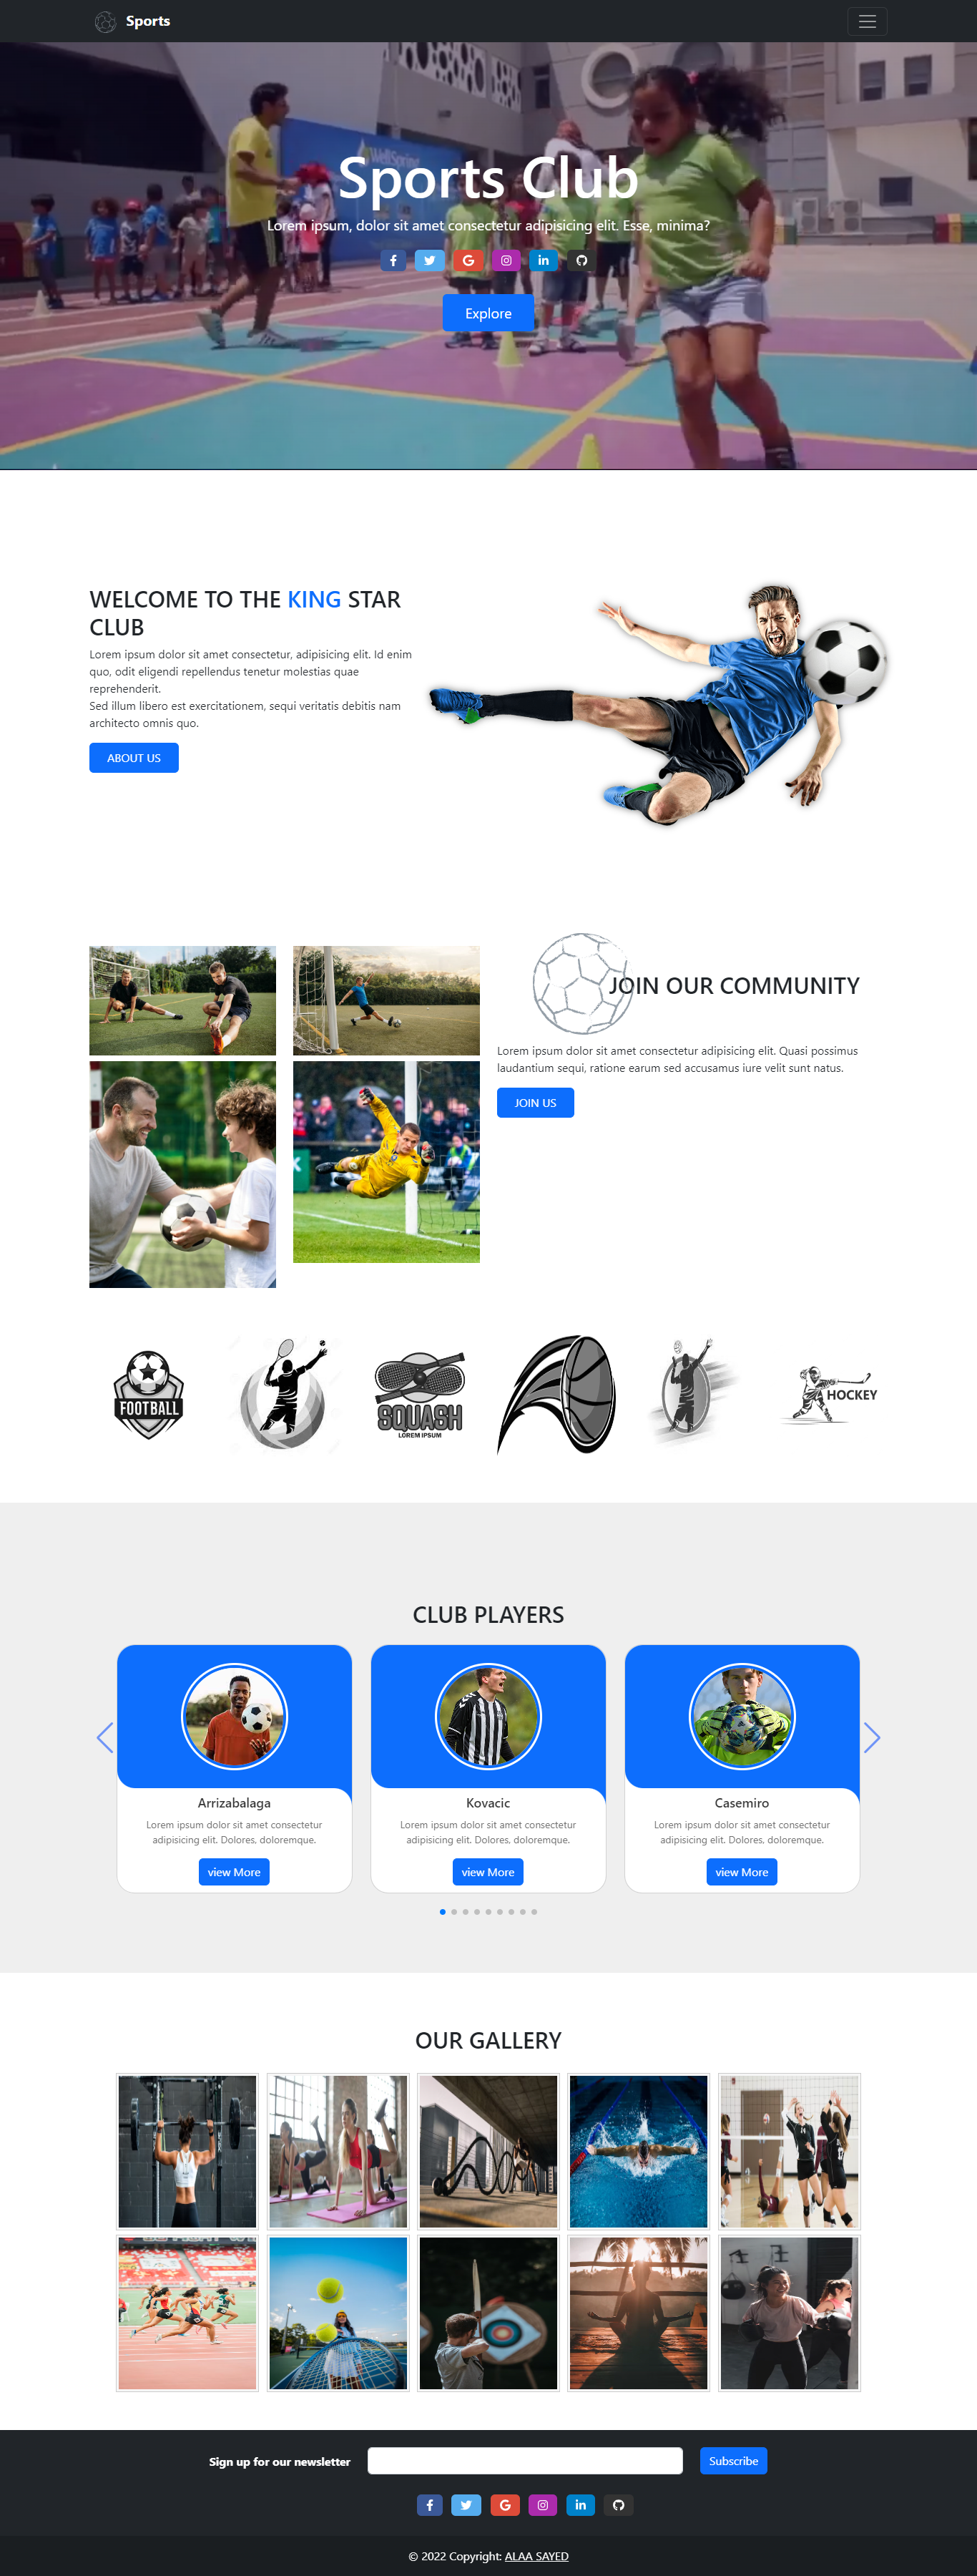 Sports
WellSpring
Sports Club
Lorem ipsum, dolor sit amet consectetur adipisicing elit. Esse, minima?
Explore
WELCOME TO THE KING STAR
CLUB
Lorem ipsum dolor sit amet consectetur, adipisicing elit. Id enim
quo, odit eligendi repellendus tenetur molestias quae
reprehenderit.
Sed illum libero est exercitationem, sequi veritatis debitis nam
architecto omnis quo.
ABOUT US
JOIN OUR COMMUNITY
Lorem ipsum dolor sit amet consectetur adipisicing elit. Quasi possimus
laudantium sequi, ratione earum sed accusamus iure velit sunt natus.
JOIN US
FOOTBALL
SQUASH
LOREM IPSUM
HOCKEY
CLUB PLAYERS
Arrizabalaga
Lorem ipsum dolor sit amet consectetur
adipisicing elit. Dolores, doloremque.
view More
Kovacic
Lorem ipsum dolor sit amet consectetur
adipisicing elit. Dolores, doloremque.
view More
Casemiro
Lorem ipsum dolor sit amet consectetur
adipisicing elit. Dolores, doloremque.
view More
OUR GALLERY
Sign up for our newsletter
Subscribe
© 2022 Copyright: ALAA SAYED